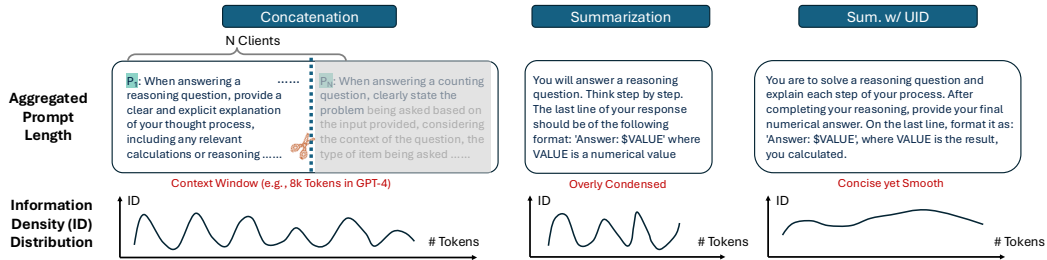 Concatenation
Summarization
Sum. w/ UID
N Clients
Aggregated
Prompt
Length
P₁: When answering a ......
reasoning question, provide a
clear and explicit explanation
of your thought process,
including any relevant
calculations or reasoning ......
: When answering a counting
question, clearly state the
problem being asked based on
the input provided, considering
the context of the question, the
type of item being asked ......
You will answer a reasoning
question. Think step by step.
The last line of your response
should be of the following
format: 'Answer: $VALUE' where
VALUE is a numerical value
You are to solve a reasoning question and
explain each step of your process. After
completing your reasoning, provide your final
numerical answer. On the last line, format it as:
'Answer: $VALUE', where VALUE is the result,
you calculated.
Context Window (e.g., 8k Tokens in GPT-4)
Overly Condensed
Concise yet Smooth
Information
Density (ID)
Distribution
ID
# Tokens
ID
# Tokens
ID
# Tokens